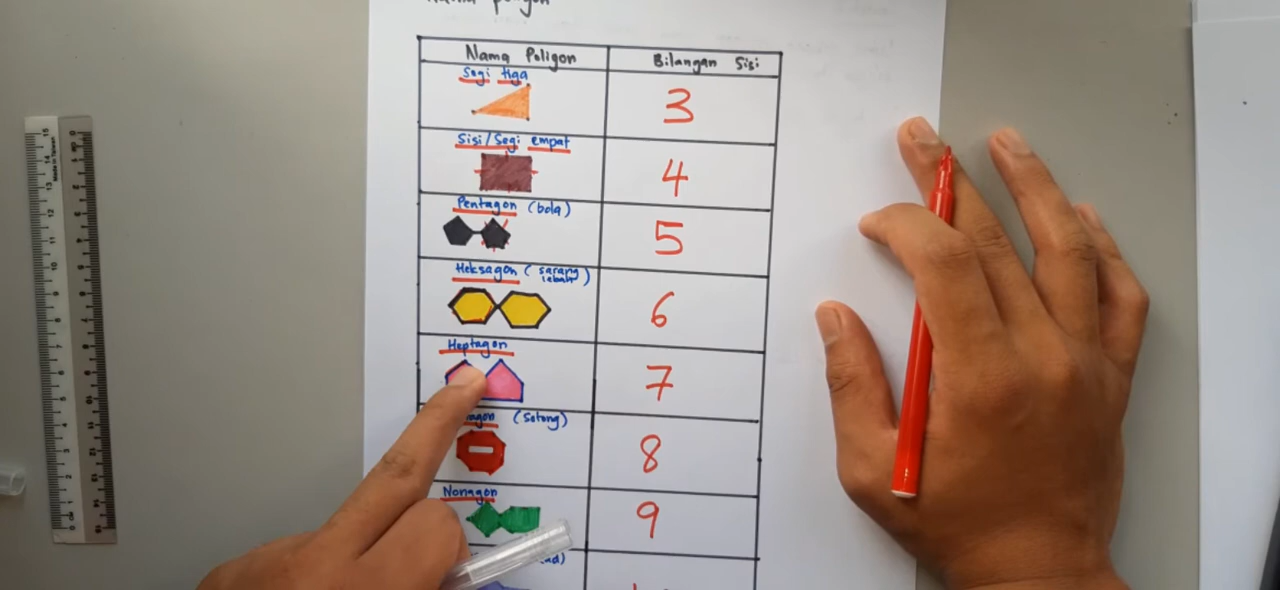 Nama Poligon
Bilangan Sisi
Segi tiga
3
Sisi/Segi empat
4
Pentagon (bola)
5
Heksagon (sarang lebah)
6
Heptagon
7
(Sotong)
8
Nonagon
9